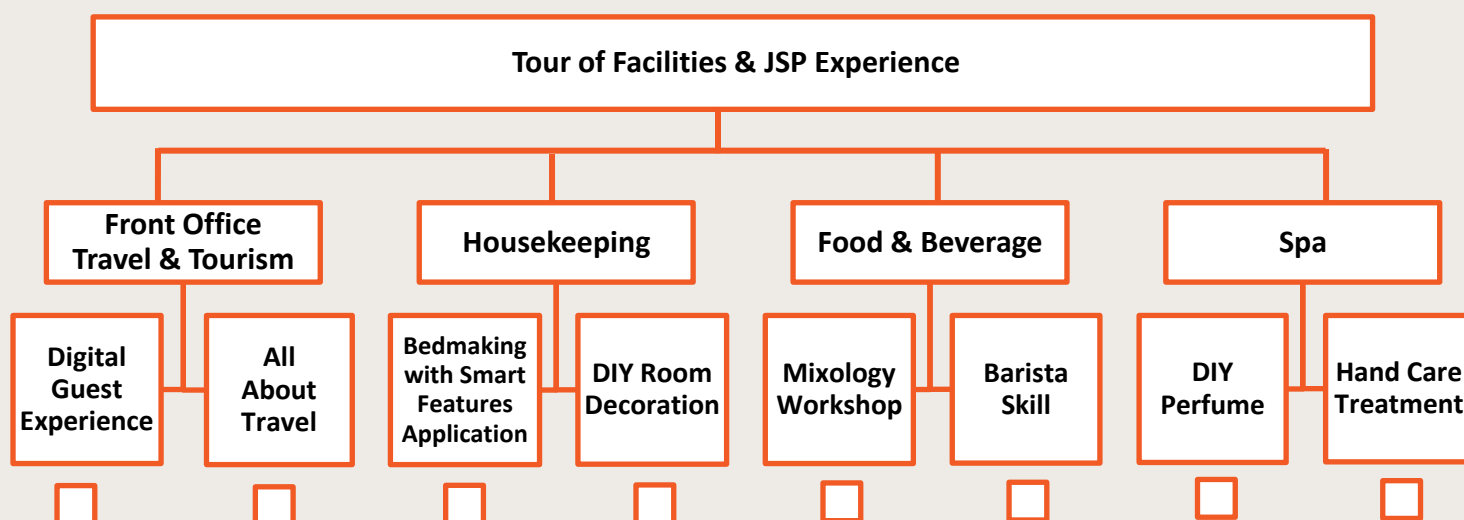 Tour of Facilities & JSP Experience
Front Office
Travel & Tourism
Housekeeping
Food & Beverage
Spa
Digital
Guest
Experience
All
About
Travel
Bedmaking
with Smart
Features
Application
DIY Room
Decoration
Mixology
Workshop
Barista
Skill
DIY
Perfume
Hand Care
Treatment